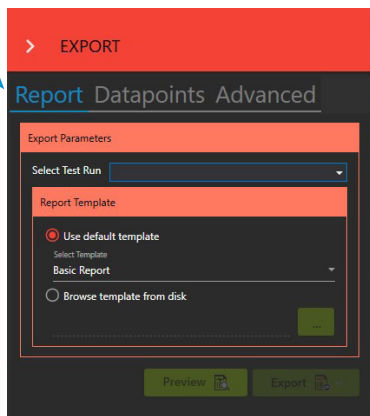 EXPORT
Report Datapoints Advanced
Export Parameters
Select Test Run
Report Template
Use default template
Select Template
Basic Report
Browse template from disk
...
Preview Export